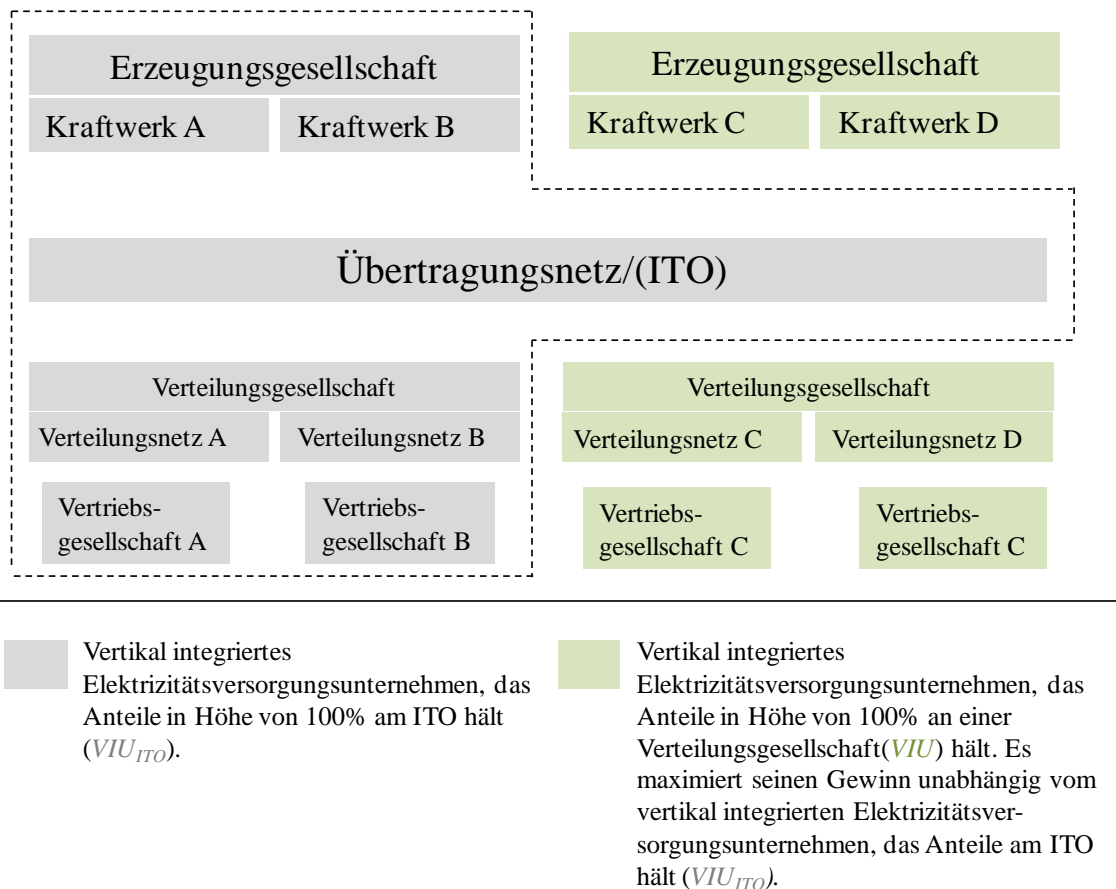 Erzeugungsgesellschaft
Kraftwerk A
Kraftwerk B
Erzeugungsgesellschaft
Kraftwerk C
Kraftwerk D
Übertragungsnetz/(ITO)
Verteilungsgesellschaft
Verteilungsnetz A
Verteilungsnetz B
Vertriebs-
gesellschaft A
Vertriebs-
gesellschaft B
Verteilungsgesellschaft
Verteilungsnetz C
Verteilungsnetz D
Vertriebs-
gesellschaft C
Vertriebs-
gesellschaft C
Vertikal integriertes
Elektrizitätsversorgungsunternehmen, das
Anteile in Höhe von 100% am ITO hält
(VIU_ITO).
Vertikal integriertes
Elektrizitätsversorgungsunternehmen, das
Anteile in Höhe von 100% an einer
Verteilungsgesellschaft(VIU) hält. Es
maximiert seinen Gewinn unabhängig vom
vertikal integrierten Elektrizitätsver-
sorgungsunternehmen, das Anteile am ITO
hält (VIU_ITO).